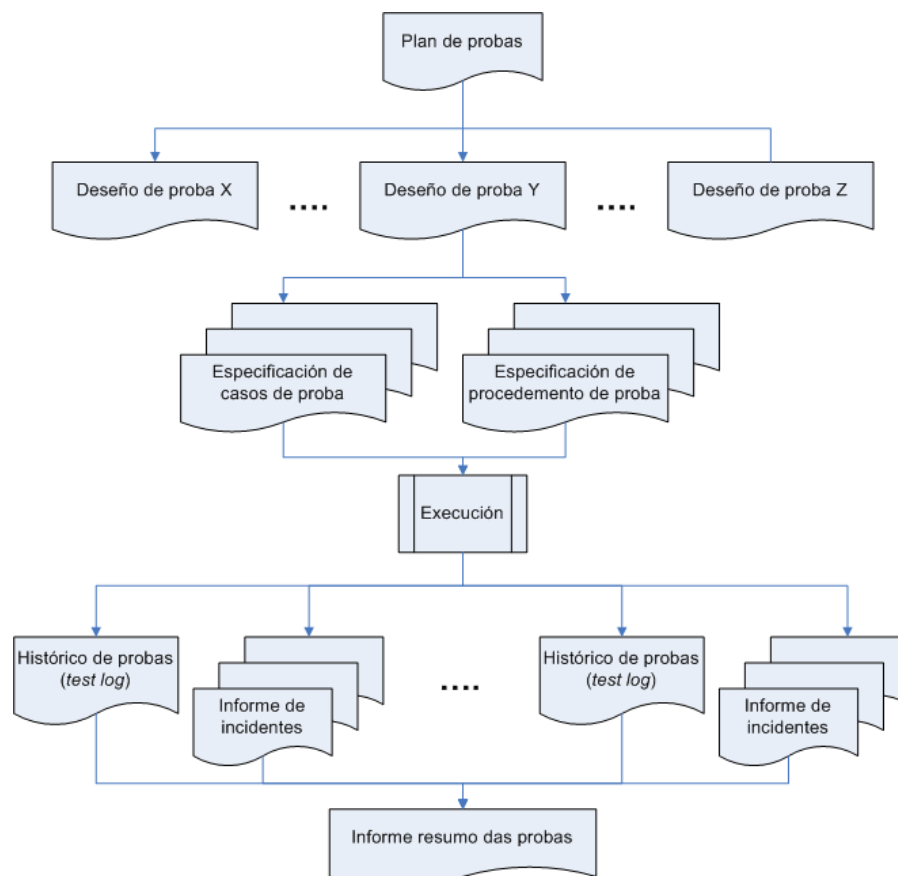 Plan de probas
Deseño de proba X
....
Deseño de proba Y
....
Deseño de proba Z
Especificación de
casos de proba
Especificación de
procedemento de proba
Execución
Histórico de probas
(test log)
Informe de
incidentes
....
Histórico de probas
(test log)
Informe de
incidentes
Informe resumo das probas